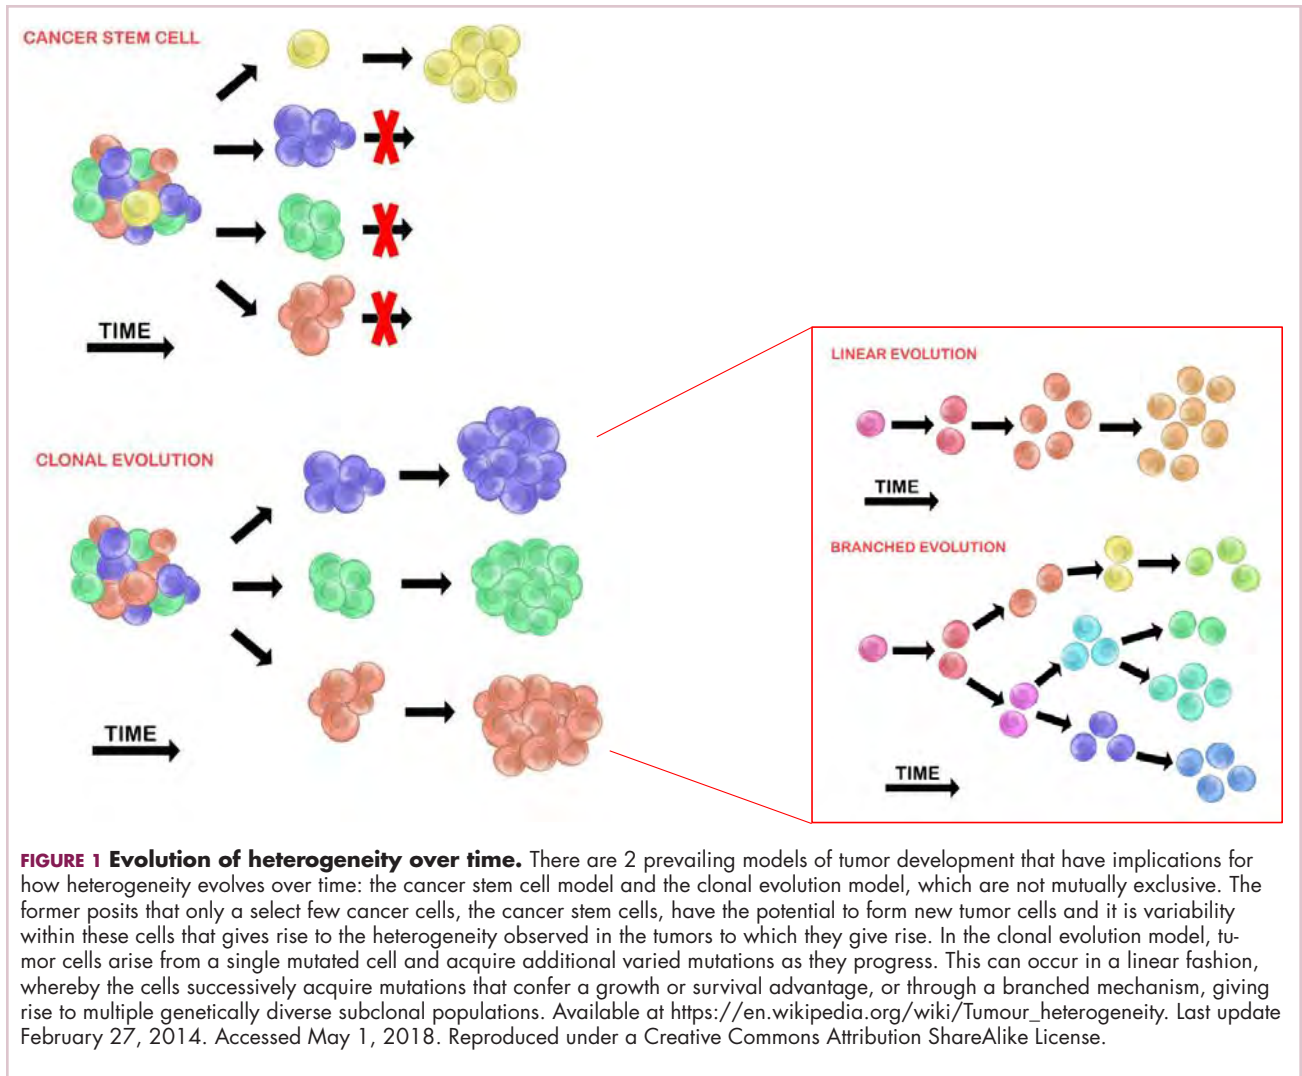 CANCER STEM CELL
TIME
CLONAL EVOLUTION
TIME
LINEAR EVOLUTION
TIME
BRANCHED EVOLUTION
TIME
FIGURE 1 Evolution of heterogeneity over time. There are 2 prevailing models of tumor development that have implications for
how heterogeneity evolves over time: the cancer stem cell model and the clonal evolution model, which are not mutually exclusive. The
former posits that only a select few cancer cells, the cancer stem cells, have the potential to form new tumor cells and it is variability
within these cells that gives rise to the heterogeneity observed in the tumors to which they give rise. In the clonal evolution model, tu-
mor cells arise from a single mutated cell and acquire additional varied mutations as they progress. This can occur in a linear fashion,
whereby the cells successively acquire mutations that confer a growth or survival advantage, or through a branched mechanism, giving
rise to multiple genetically diverse subclonal populations. Available at https://en.wikipedia.org/wiki/Tumour_heterogeneity. Last update
February 27, 2014. Accessed May 1, 2018. Reproduced under a Creative Commons Attribution ShareAlike License.